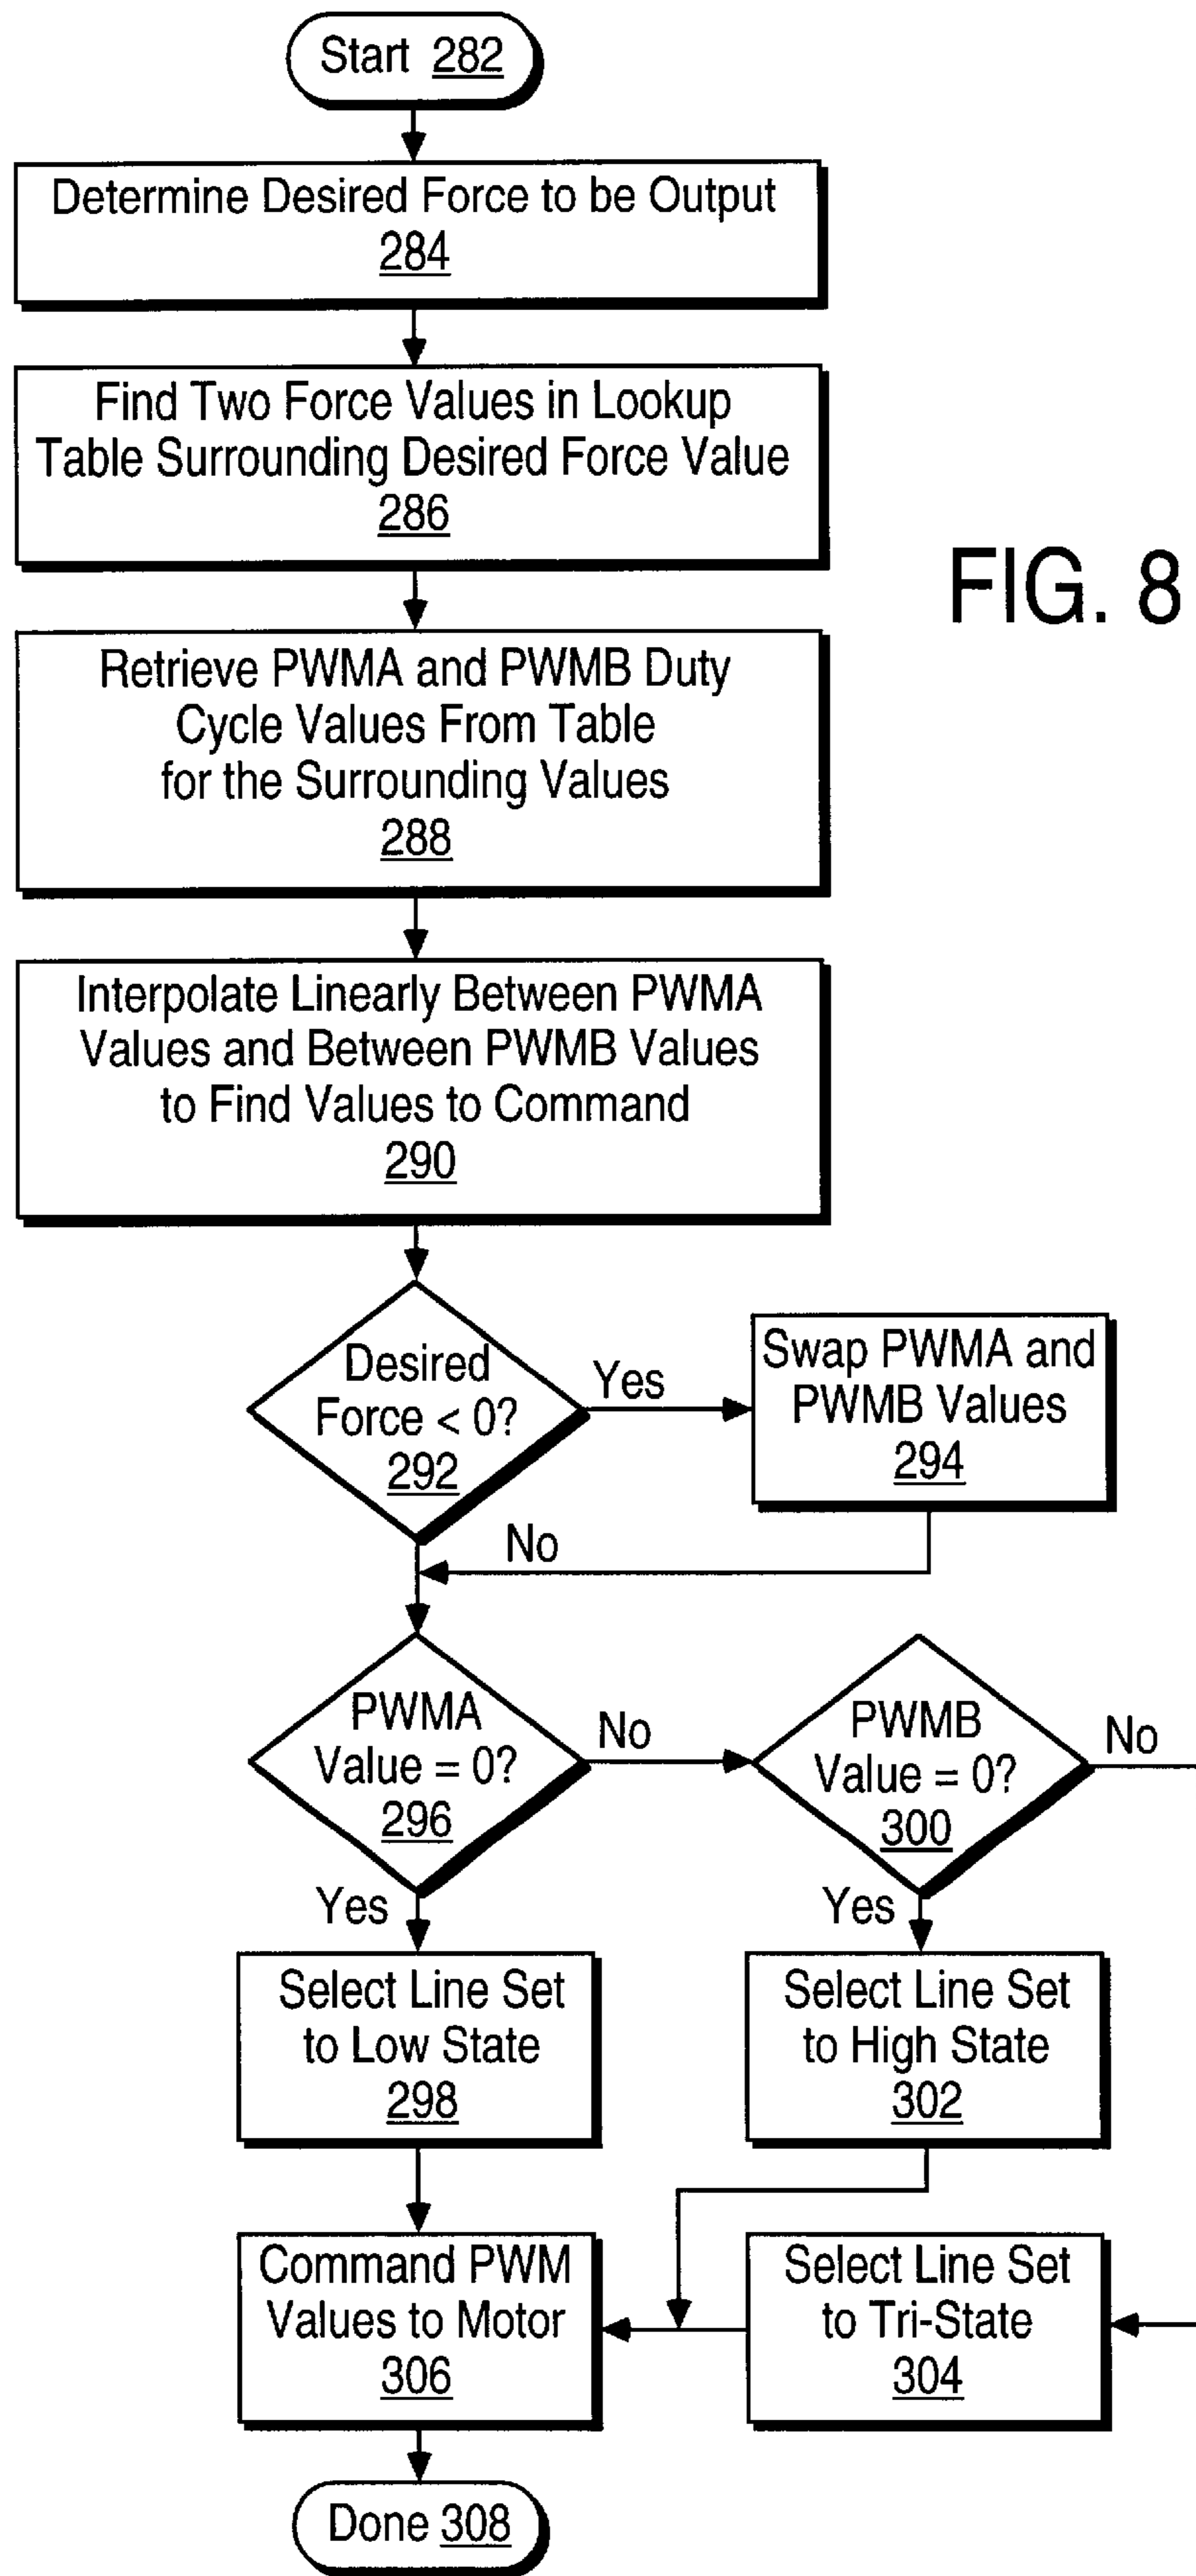 Start 282
Determine Desired Force to be Output
284
Find Two Force Values in Lookup
Table Surrounding Desired Force Value
286
FIG. 8
Retrieve PWMA and PWMB Duty
Cycle Values From Table
for the Surrounding Values
288
Interpolate Linearly Between PWMA
Values and Between PWMB Values
to Find Values to Command
290
Desired
Force < 0?
292
Yes
Swap PWMA and
PWMB Values
294
No
PWMA
Value = 0?
296
No
PWMB
Value = 0?
300
No
Yes
Yes
Select Line Set
to Low State
298
Select Line Set
to High State
302
Command PWM
Values to Motor
306
Select Line Set
to Tri-State
304
Done 308